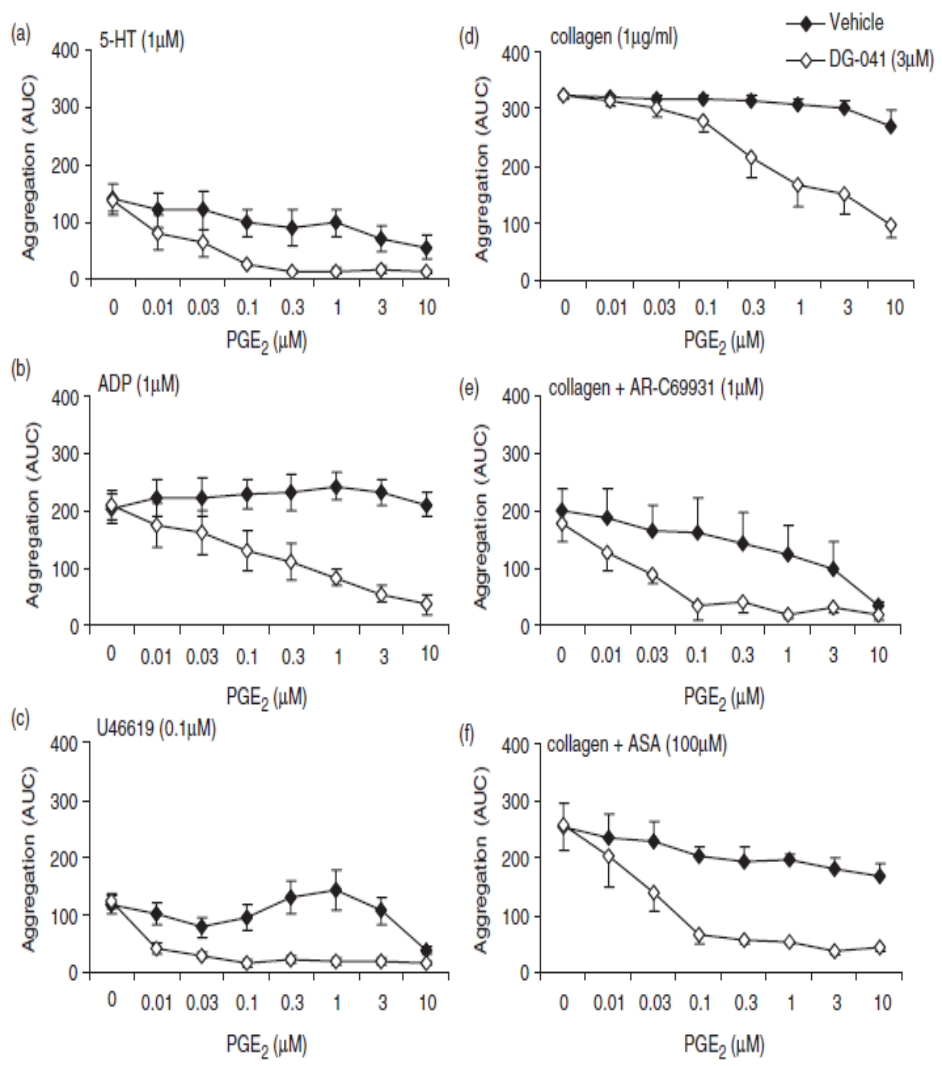 (a)
5-HT (1μM)
Aggregation (AUC)
400
300
200
100
0
0 0.01 0.03 0.1 0.3 1 3 10
PGE2 (μM)
(b)
ADP (1μM)
Aggregation (AUC)
400
300
200
100
0
0 0.01 0.03 0.1 0.3 1 3 10
PGE2 (μM)
(c)
U46619 (0.1μM)
Aggregation (AUC)
400
300
200
100
0
0 0.01 0.03 0.1 0.3 1 3 10
PGE2 (μM)
Vehicle
DG-041 (3μM)
(d)
collagen (1μg/ml)
Aggregation (AUC)
400
300
200
100
0
0 0.01 0.03 0.1 0.3 1 3 10
PGE2 (μM)
(e)
collagen + AR-C69931 (1μM)
Aggregation (AUC)
400
300
200
100
0
0 0.01 0.03 0.1 0.3 1 3 10
PGE2 (μM)
(f)
collagen + ASA (100μM)
Aggregation (AUC)
400
300
200
100
0
0 0.01 0.03 0.1 0.3 1 3 10
PGE2 (μM)